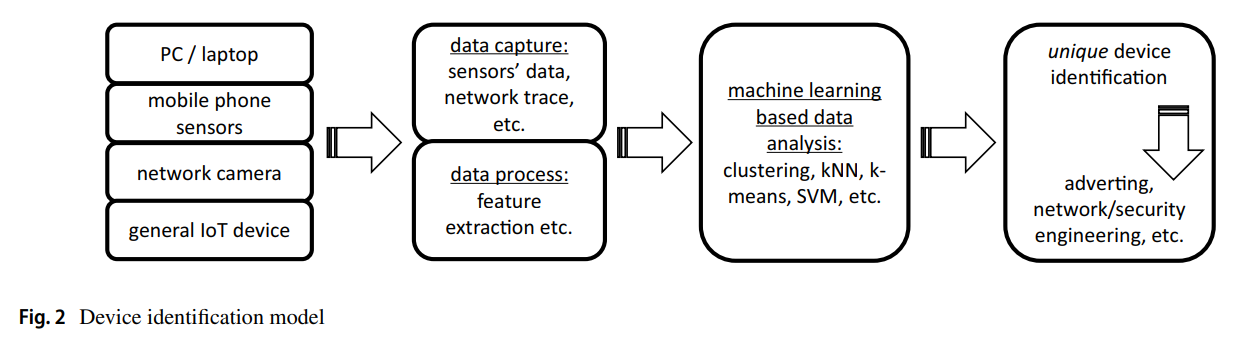 PC / laptop
mobile phone
sensors
network camera
general IoT device
data capture:
sensors’ data,
network trace,
etc.
data process:
feature
extraction etc.
machine learning
based data
analysis:
clustering, kNN, k-
means, SVM, etc.
unique device
identification
adverting,
network/security
engineering, etc.
Fig. 2 Device identification model